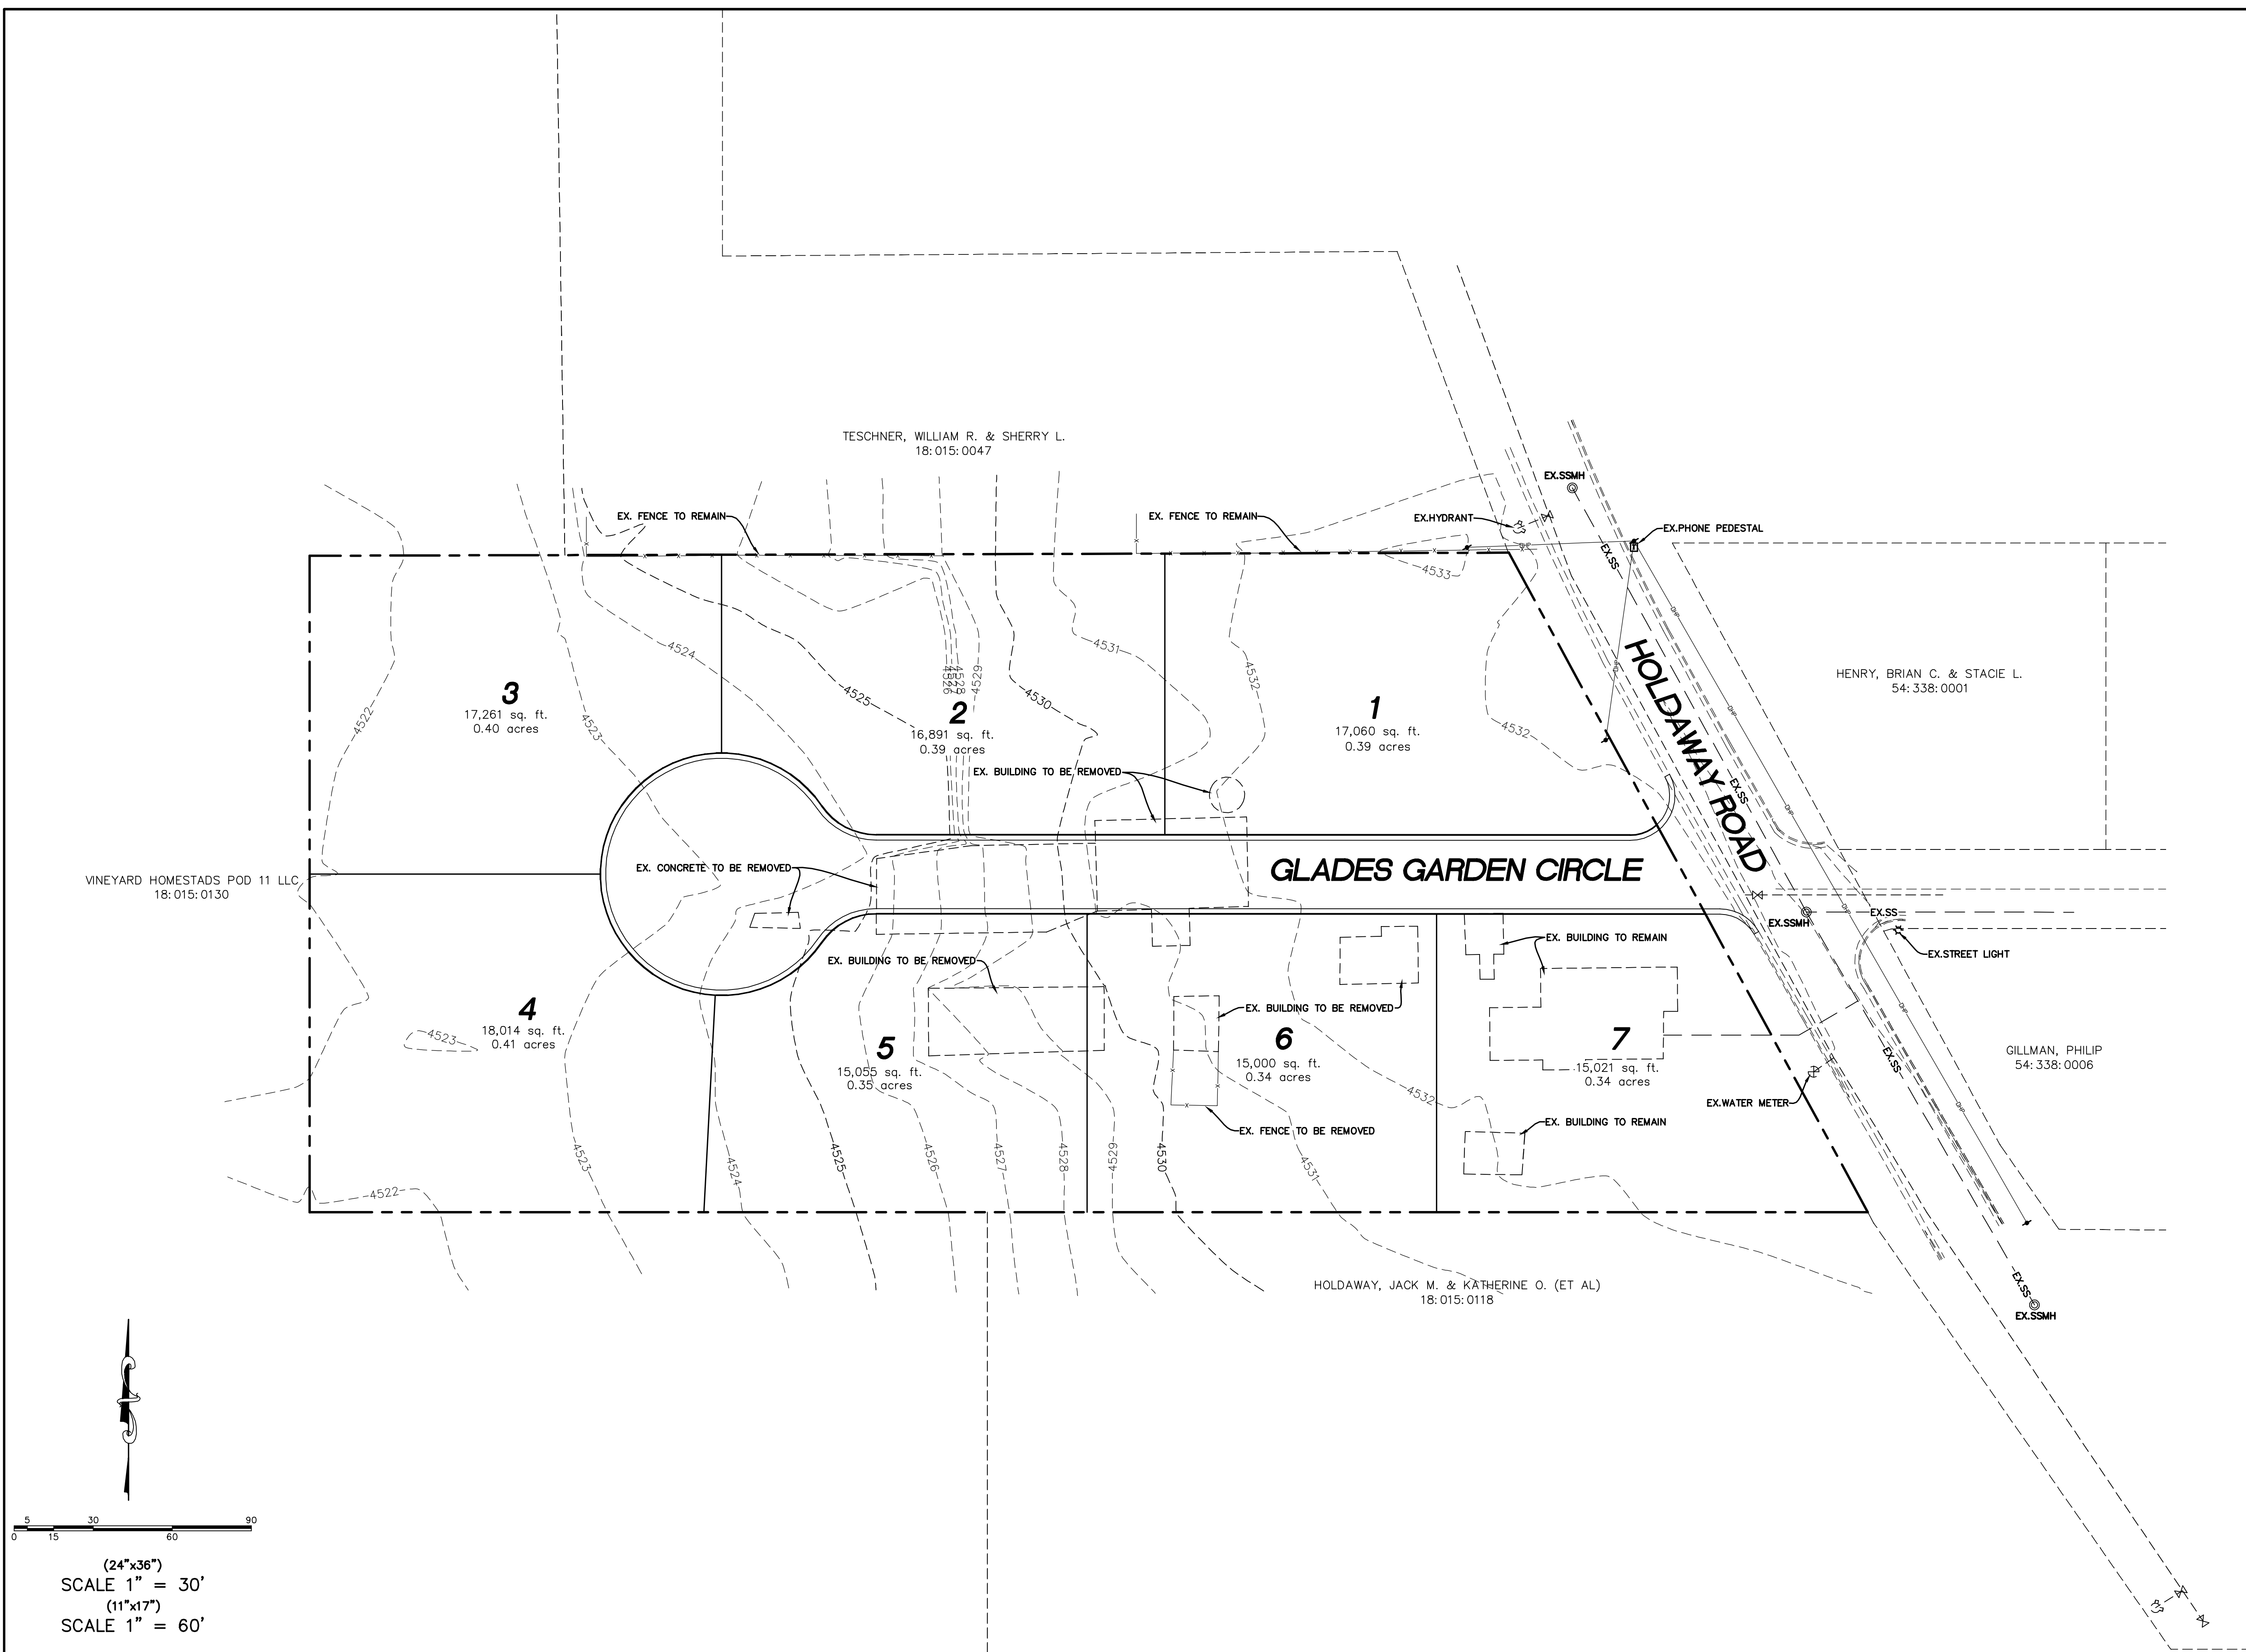 TESCHNER, WILLIAM R. & SHERRY L.
18:015:0047
EX.SSMH
EX. FENCE TO REMAIN
EX. FENCE TO REMAIN
EX.HYDRANT
EX.PHONE PEDESTAL
EX.SS
OHP
4533
OHP
4524
4531
4532
4525
4526
4527
4528
4529
4530
OHP
HOLDAWAY ROAD
HENRY, BRIAN C. & STACIE L.
54:338:0001
3
17,261 sq. ft.
0.40 acres
4522
4523
2
16,891 sq. ft.
0.39 acres
1
17,060 sq. ft.
0.39 acres
4532
OHP
EX. BUILDING TO BE REMOVED
EX.SS
OHP
EX. CONCRETE TO BE REMOVED
GLADES GARDEN CIRCLE
VINEYARD HOMESTADS POD 11 LLC
18:015:0130
OHP
EX.SS
EX.SSMH
EX. BUILDING TO REMAIN
EX.STREET LIGHT
EX. BUILDING TO BE REMOVED
EX. BUILDING TO BE REMOVED
OHP
4
18,014 sq. ft.
0.41 acres
4523
5
15,055 sq. ft.
0.35 acres
6
15,000 sq. ft.
0.34 acres
7
15,021 sq. ft.
0.34 acres
EX.SS
GILLMAN, PHILIP
54:338:0006
4532
EX.WATER METER
OHP
EX. FENCE TO BE REMOVED
EX. BUILDING TO REMAIN
4522
4523
4524
4525
4526
4527
4528
4529
4530
4531
HOLDAWAY, JACK M. & KATHERINE O. (ET AL)
18:015:0118
EX.SS
EX.SSMH
5 30 90
0 15 60
(24"x36")
SCALE 1" = 30'
(11"x17")
SCALE 1" = 60'